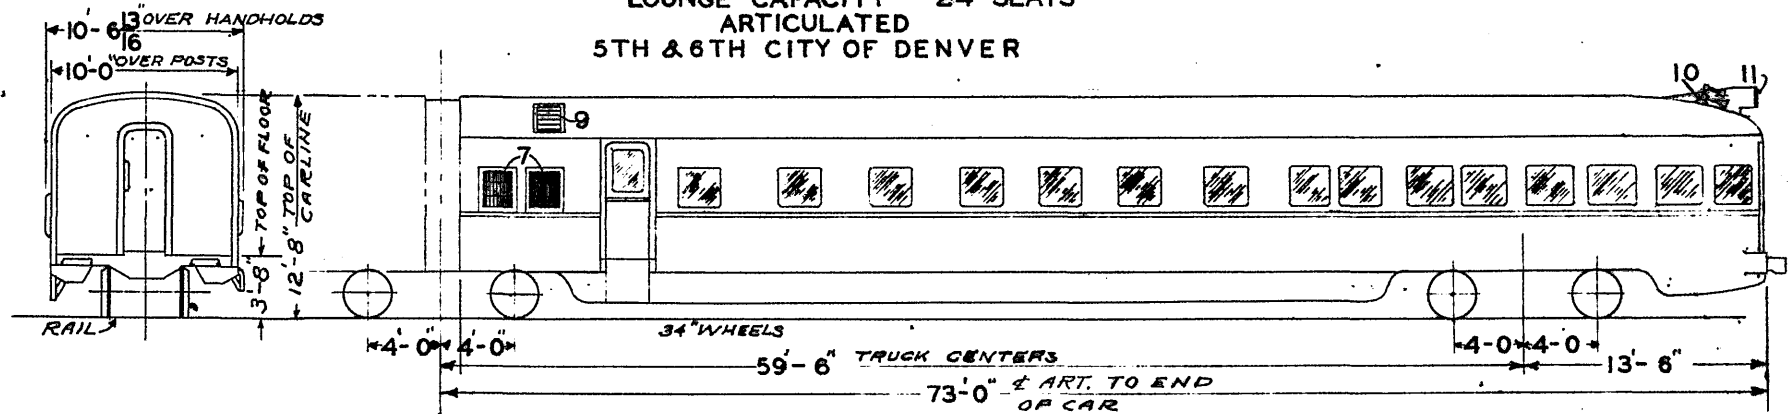 LOUNGE CAPACITY 24 SEATS
ARTICULATED
5TH & 6TH CITY OF DENVER
10'-6 13/16" OVER HANDHOLDS
10'-0" OVER POSTS
3'-8" TOP OF FLOOR
12'-8" TOP OF CARLINE
RAIL
9
7
10
11
34" WHEELS
4'-0"
4'-0"
4'-0
4'-0
59'-6" TRUCK CENTERS
13'-6"
73'-0" ℄ ART. TO END
OF CAR